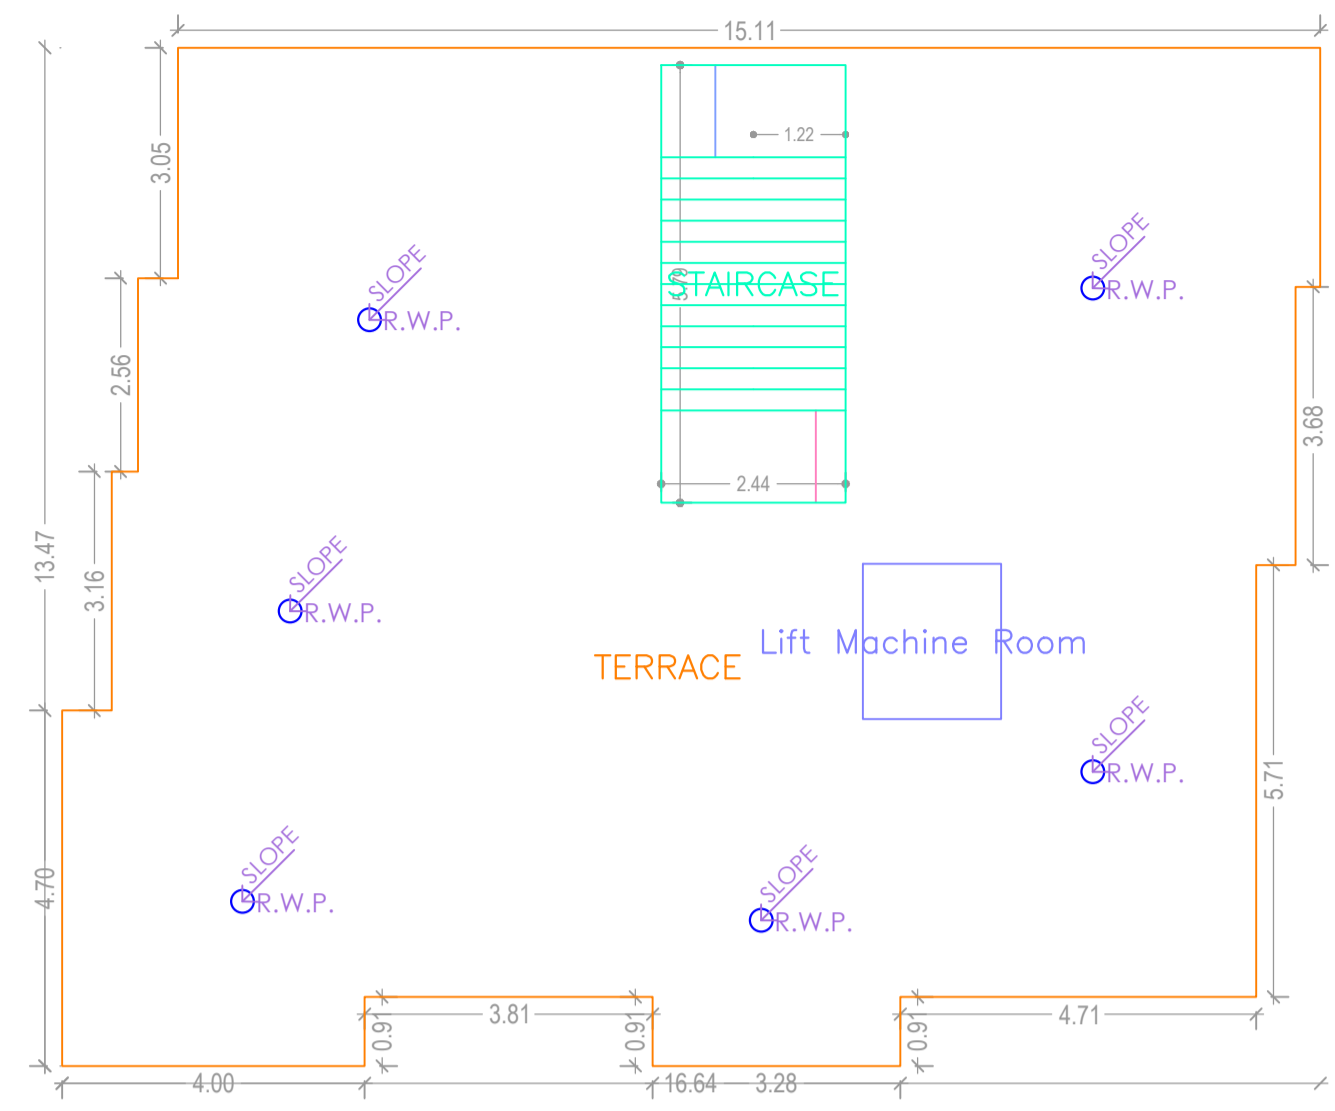 15.11
1.22
3.05
SLOPE
R.W.P.
SLOPE
R.W.P.
5.79
STAIRCASE
2.56
3.68
2.44
13.47
SLOPE
R.W.P.
3.16
Lift Machine Room
TERRACE
SLOPE
R.W.P.
5.71
4.70
SLOPE
R.W.P.
SLOPE
R.W.P.
3.81
4.71
0.91
0.91
0.91
4.00
16.64
3.28